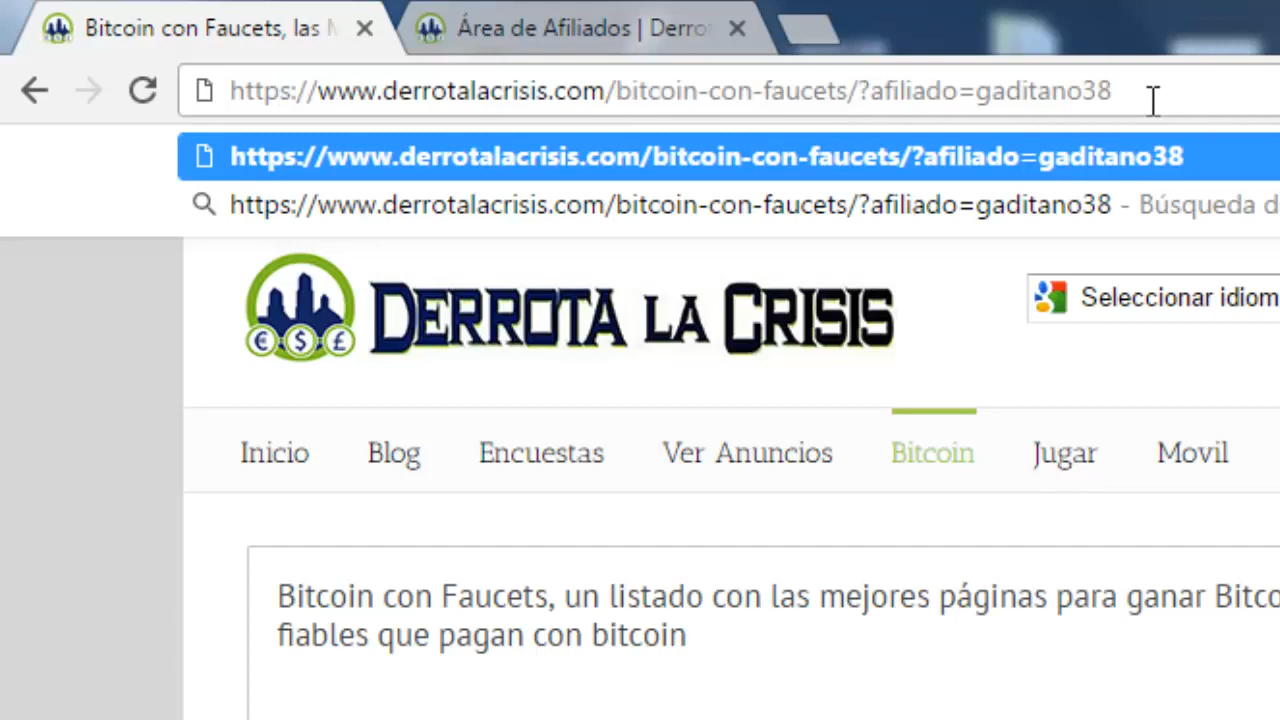 Bitcoin con Faucets, las
Área de Afiliados | Derro
https://www.derrotalacrisis.com/bitcoin-con-faucets/?afiliado=gaditano38
https://www.derrotalacrisis.com/bitcoin-con-faucets/?afiliado=gaditano38
https://www.derrotalacrisis.com/bitcoin-con-faucets/?afiliado=gaditano38 - Búsqueda d
€ $ £ DERROTA LA CRISIS
Seleccionar idiom
Inicio Blog Encuestas Ver Anuncios Bitcoin Jugar Movil
Bitcoin con Faucets, un listado con las mejores páginas para ganar Bitco
fiables que pagan con bitcoin